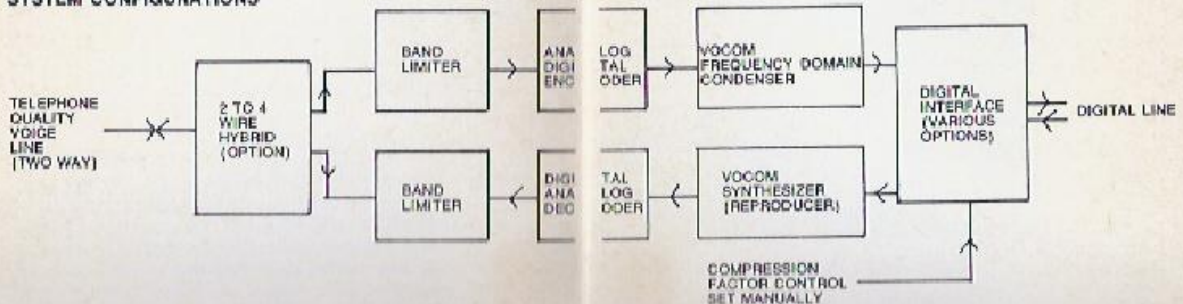 SYSTEM CONFIGURATIONS
TELEPHONE
QUALITY
VOICE
LINE
(TWO WAY)
2 TO 4
WIRE
HYBRID
(OPTION)
BAND
LIMITER
ANA LOG
DIGI TAL
ENC ODER
VOCOM
FREQUENCY DOMAIN
CONDENSER
DIGITAL
INTERFACE
(VARIOUS
OPTIONS)
DIGITAL LINE
BAND
LIMITER
DIGI TAL
ANA LOG
DEC ODER
VOCOM
SYNTHESIZER
(REPRODUCER)
COMPRESSION
FACTOR CONTROL
SET MANUALLY